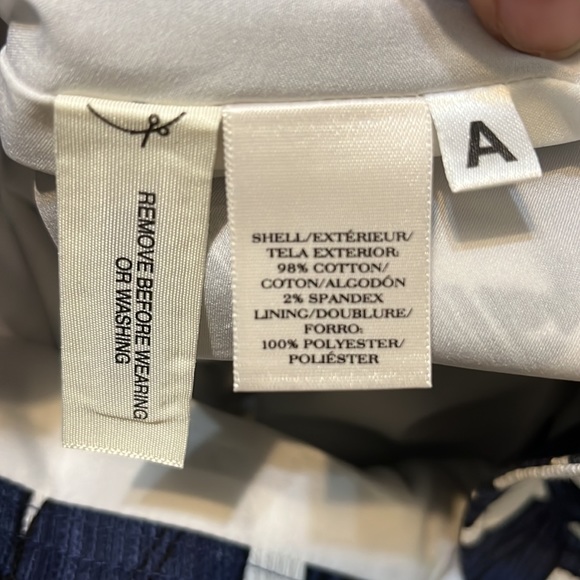 REMOVE BEFORE WEARING
OR WASHING
SHELL/EXTÉRIEUR/
TELA EXTERIOR:
98% COTTON/
COTON/ALGODÓN
2% SPANDEX
LINING/DOUBLURE/
FORRO:
100% POLYESTER/
POLIÉSTER
A